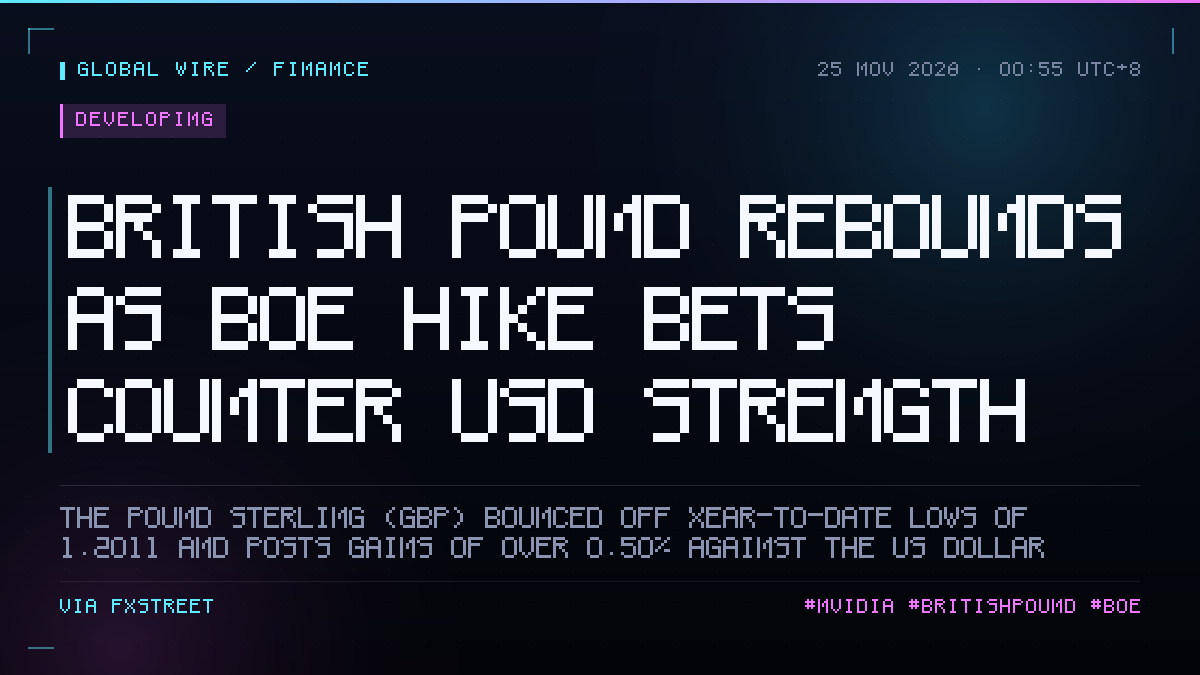 GLOBAL WIRE / FINANCE
25 NOV · 00:55 UTC+8
DEVELOPING
BRITISH POUND REBOUNDS
AS BOE HIKE BETS
COUNTER USD STRENGTH
THE POUND STERLING (GBP) BOUNCED OFF YEAR-TO-DATE LOWS OF
1.2011 AND POSTS GAINS OF OVER 0.50% AGAINST THE US DOLLAR
VIA FXSTREET
#NVIDIA #BRITISHPOUND #BOE